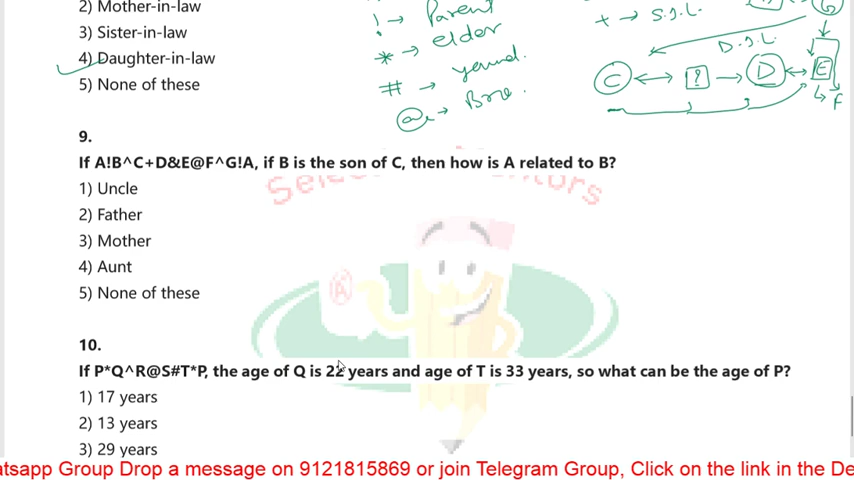 2) Mother-in-law
3) Sister-in-law
4) Daughter-in-law
5) None of these
! → Parent
* → elder
# →
@ →
+ → S.I.L.
D.I.L.
C ↔ ? → D ↔ E
F
9.
If A!B^C+D&E@F^G!A, if B is the son of C, then how is A related to B?
1) Uncle
2) Father
3) Mother
4) Aunt
5) None of these
10.
If P*Q^R@S#T*P, the age of Q is 22 years and age of T is 33 years, so what can be the age of P?
1) 17 years
2) 13 years
3) 29 years
atsapp Group Drop a message on 9121815869 or join Telegram Group, Click on the link in the De